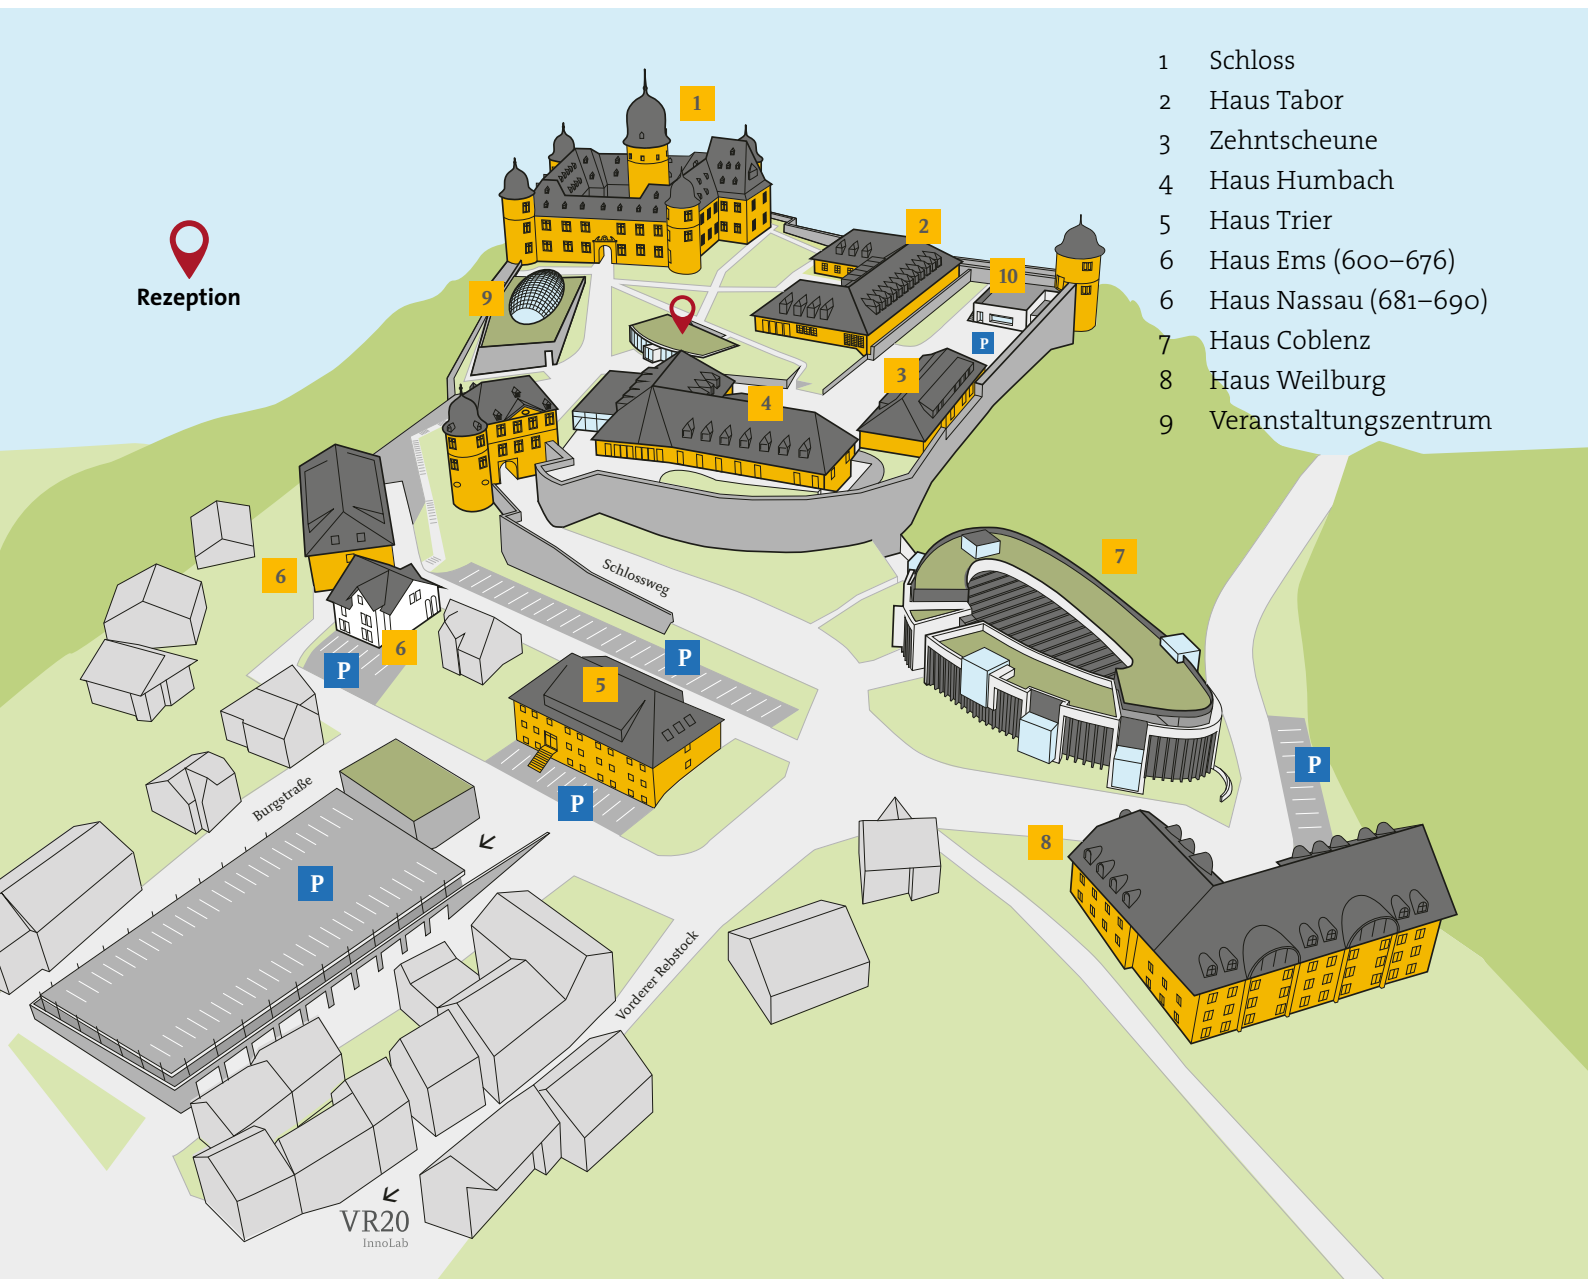 1 Schloss
2 Haus Tabor
3 Zehntscheune
4 Haus Humbach
5 Haus Trier
6 Haus Ems (600–676)
6 Haus Nassau (681–690)
7 Haus Coblenz
8 Haus Weilburg
9 Veranstaltungszentrum
Rezeption
1
2
9
10
P
3
4
7
Schlossweg
6
6
P
P
5
P
P
Burgstraße
P
8
Vorderer Rebstock
VR20
InnoLab